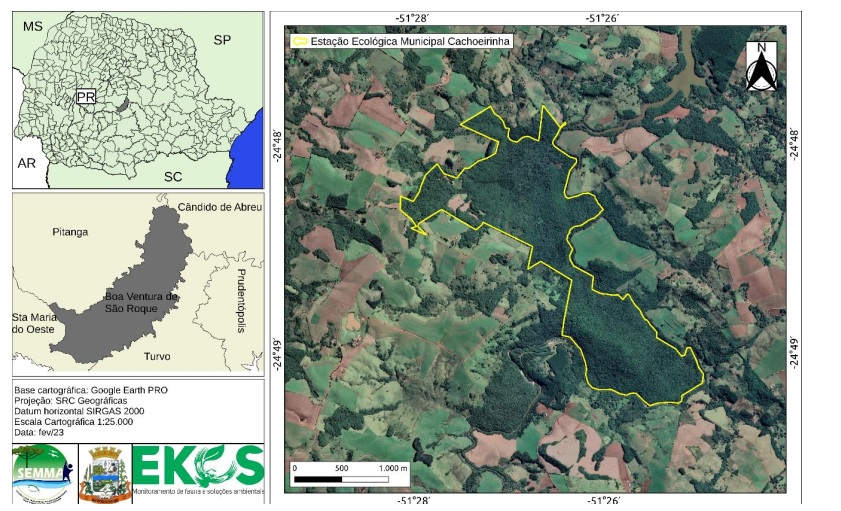 MS
SP
PR
AR
SC
Cândido de Abreu
Pitanga
Boa Ventura de
São Roque
Prudentópolis
Sta Maria
do Oeste
Turvo
Base cartográfica: Google Earth PRO
Projeção: SRC Geográficas
Datum horizontal SIRGAS 2000
Escala Cartográfica 1:25.000
Data: fev/23
SEMMA
EKOS
Monitoramento de fauna e soluções ambientais
-51°28´
-51°26´
Estação Ecológica Municipal Cachoeirinha
N
-24°48´
-24°48´
-24°49´
-24°49´
0 500 1.000 m
-51°28´
-51°26´